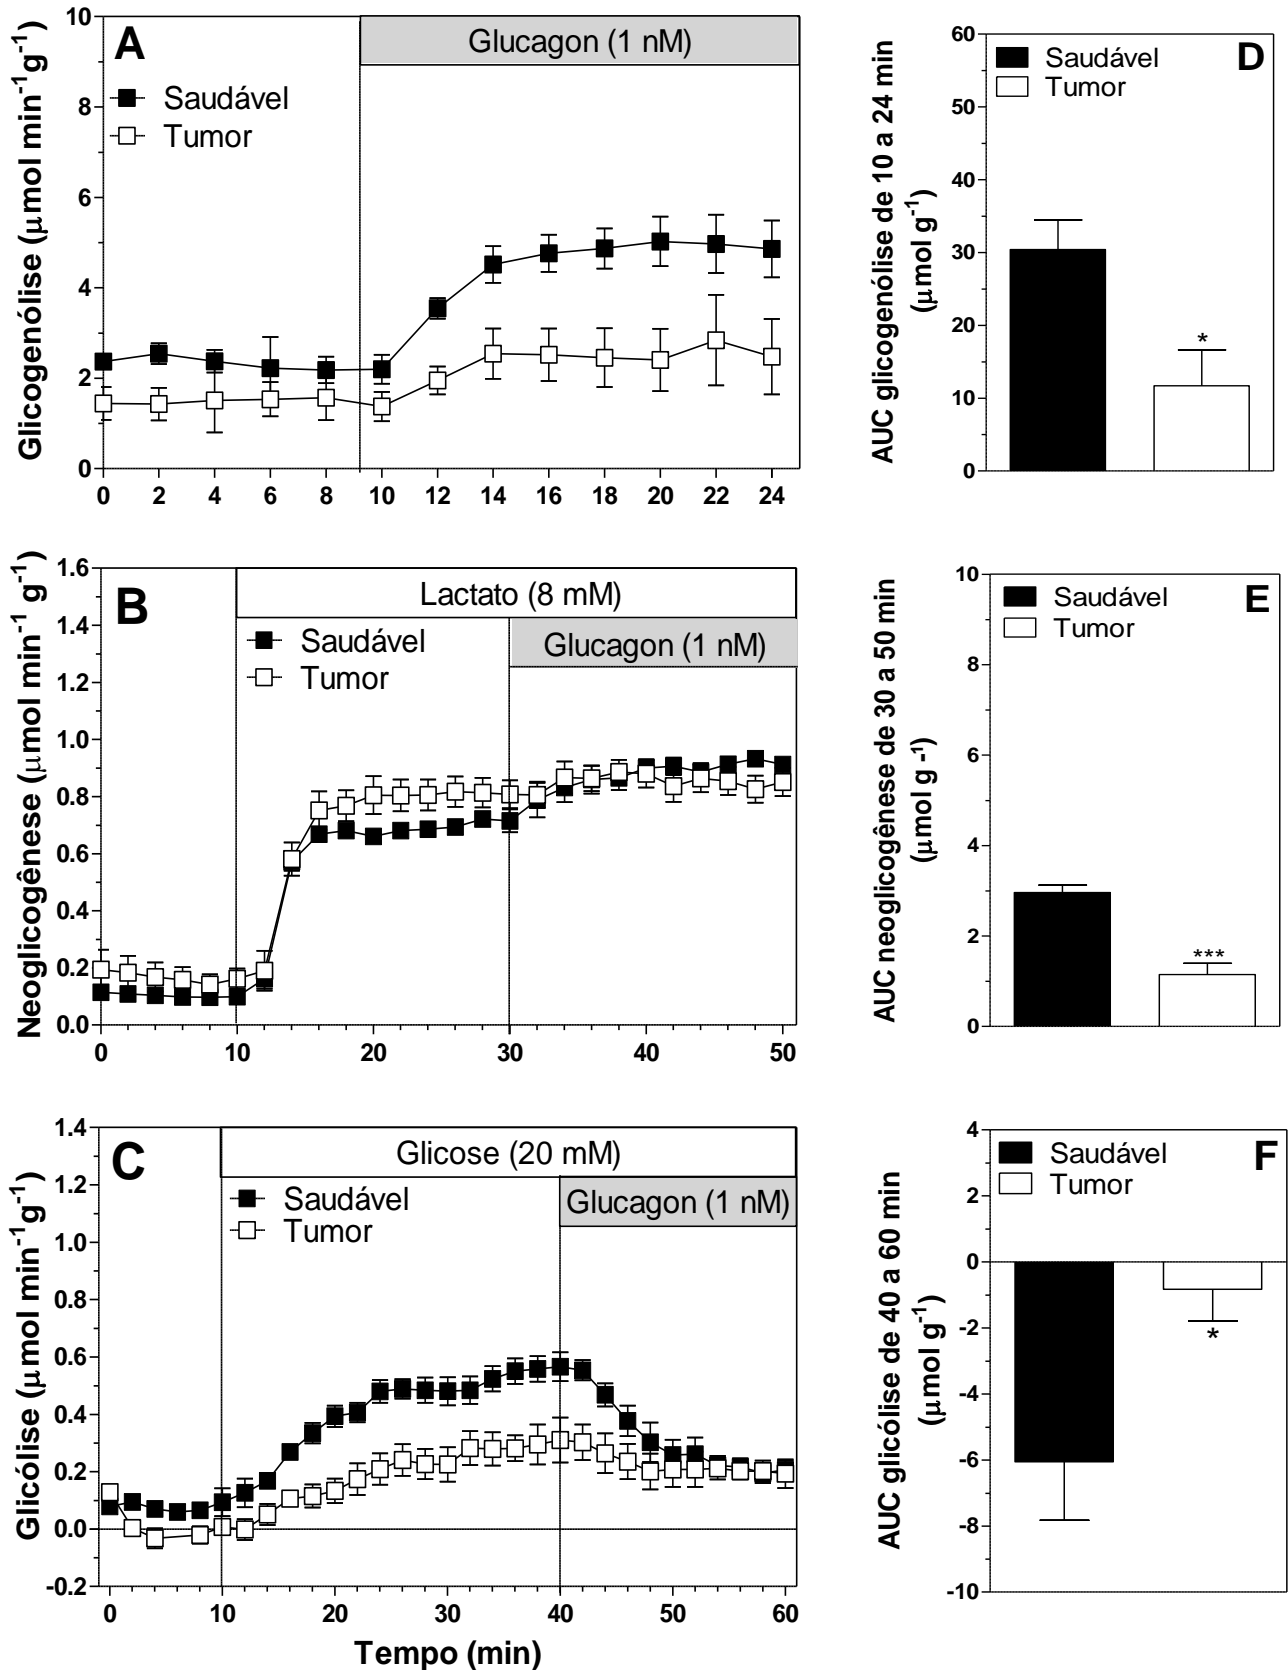 A
Glucagon (1 nM)
Saudável
Tumor
Glicogenólise (μmol min⁻¹g⁻¹)
10
8
6
4
2
0
0 2 4 6 8 10 12 14 16 18 20 22 24
D
Saudável
Tumor
AUC glicogenólise de 10 a 24 min
(μmol g⁻¹)
60
50
40
30
20
10
0
*
B
Lactato (8 mM)
Glucagon (1 nM)
Saudável
Tumor
Neoglicogênese (μmol min⁻¹ g⁻¹)
1.6
1.4
1.2
1.0
0.8
0.6
0.4
0.2
0.0
0 10 20 30 40 50
E
Saudável
Tumor
AUC neoglicogênese de 30 a 50 min
(μmol g -¹)
10
8
6
4
2
0
***
C
Glicose (20 mM)
Glucagon (1 nM)
Saudável
Tumor
Glicólise (μmol min⁻¹g⁻¹)
1.4
1.2
1.0
0.8
0.6
0.4
0.2
0.0
-0.2
0 10 20 30 40 50 60
Tempo (min)
F
Saudável
Tumor
AUC glicólise de 40 a 60 min
(μmol g⁻¹)
4
2
0
-2
-4
-6
-8
-10
*